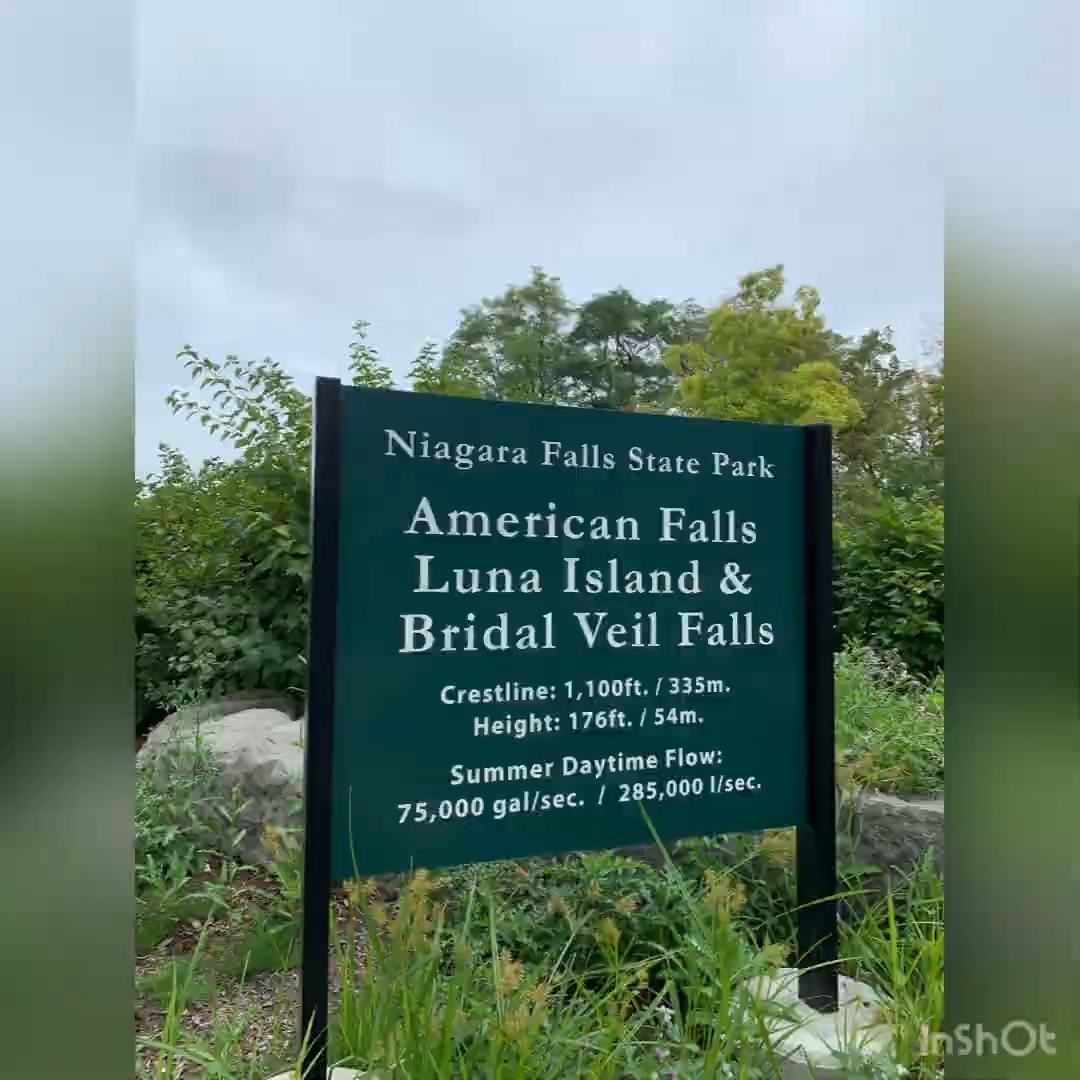 Niagara Falls State Park
American Falls
Luna Island &
Bridal Veil Falls
Crestline: 1,100ft. / 335m.
Height: 176ft. / 54m.
Summer Daytime Flow:
75,000 gal/sec. / 285,000 l/sec.
InShOt